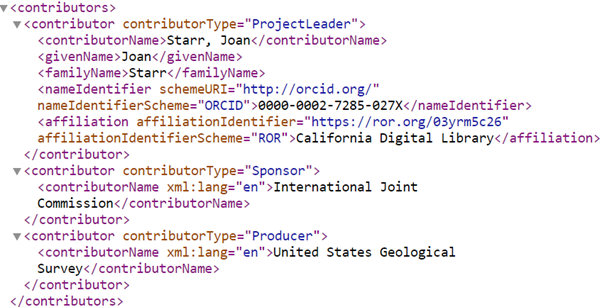 <contributors>
<contributor contributorType="ProjectLeader">
<contributorName>Starr, Joan</contributorName>
<givenName>Joan</givenName>
<familyName>Starr</familyName>
<nameIdentifier schemeURI="http://orcid.org/"
nameIdentifierScheme="ORCID">0000-0002-7285-027X</nameIdentifier>
<affiliation affiliationIdentifier="https://ror.org/03yrm5c26"
affiliationIdentifierScheme="ROR">California Digital Library</affiliation>
</contributor>
<contributor contributorType="Sponsor">
<contributorName xml:lang="en">International Joint
Commission</contributorName>
</contributor>
<contributor contributorType="Producer">
<contributorName xml:lang="en">United States Geological
Survey</contributorName>
</contributor>
</contributors>